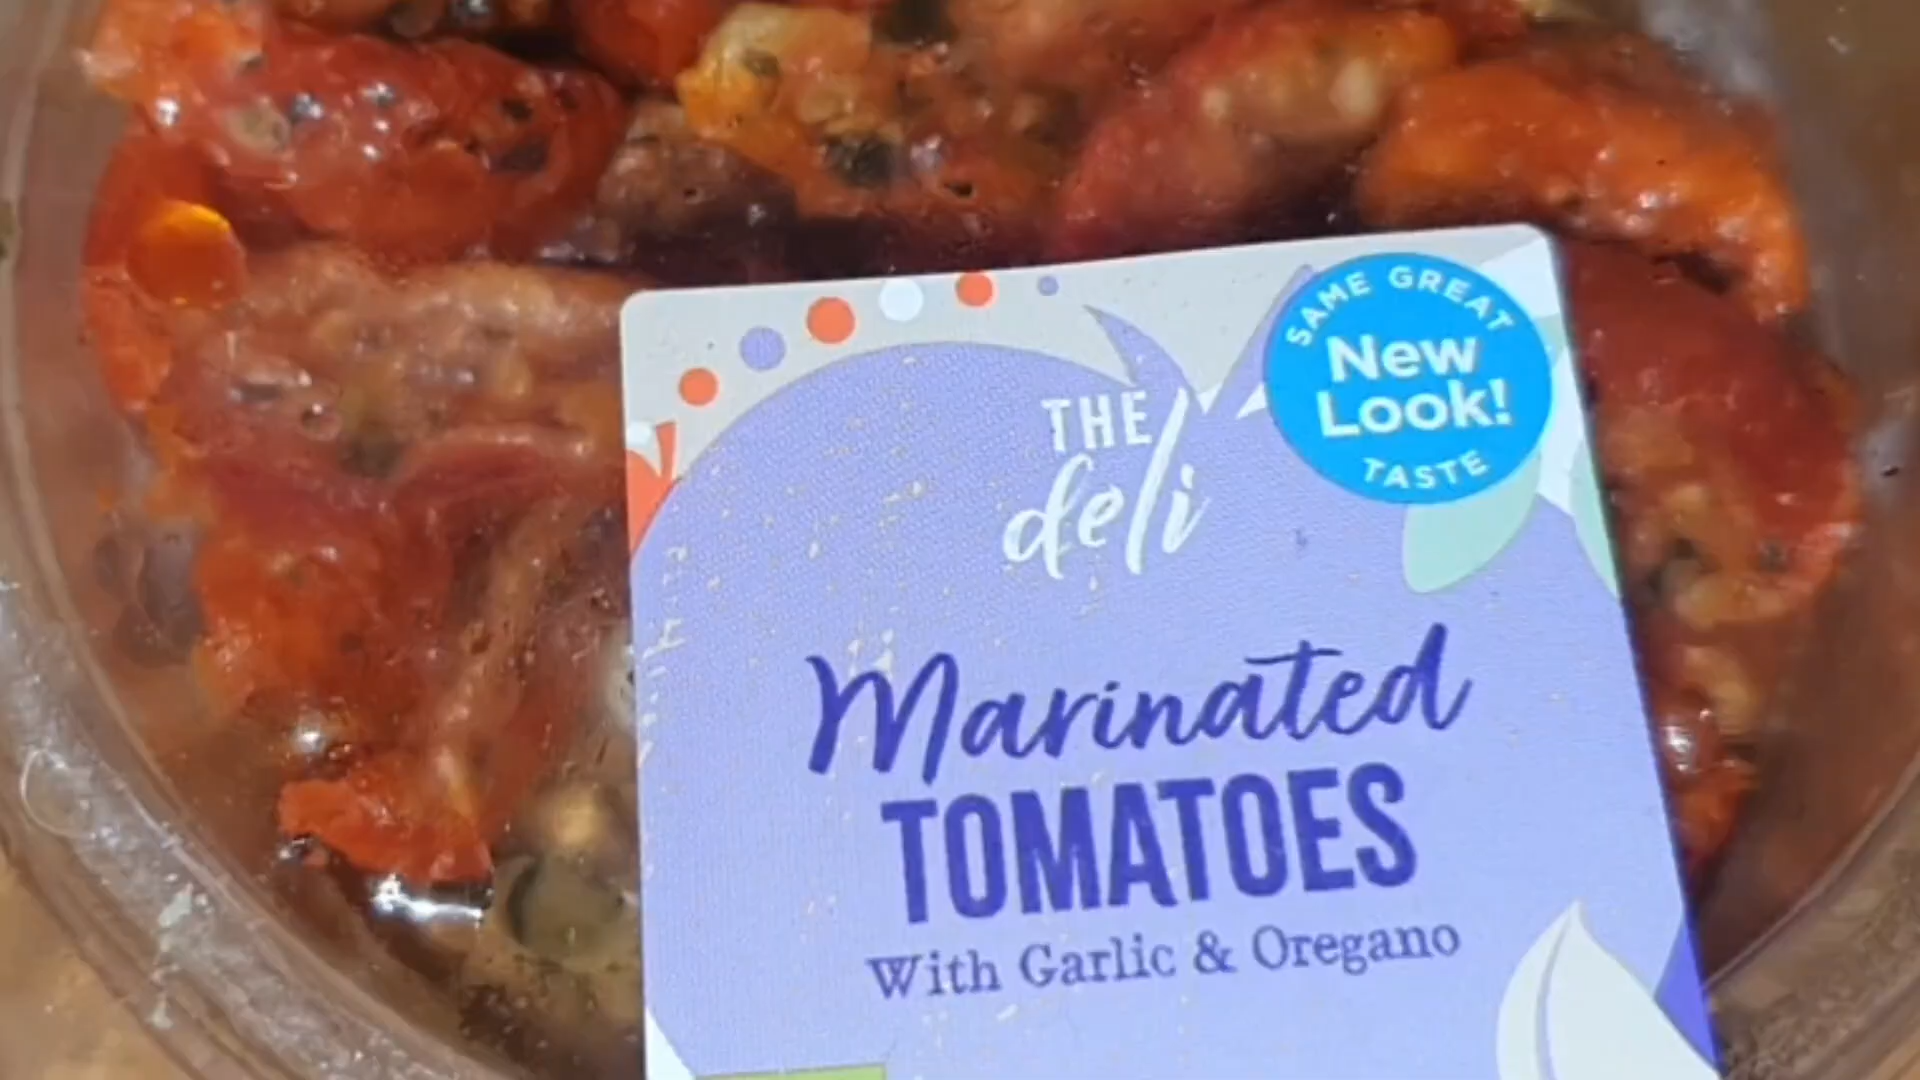 SAME GREAT
New
Look!
TASTE
THE
deli
Marinated
TOMATOES
With Garlic & Oregano